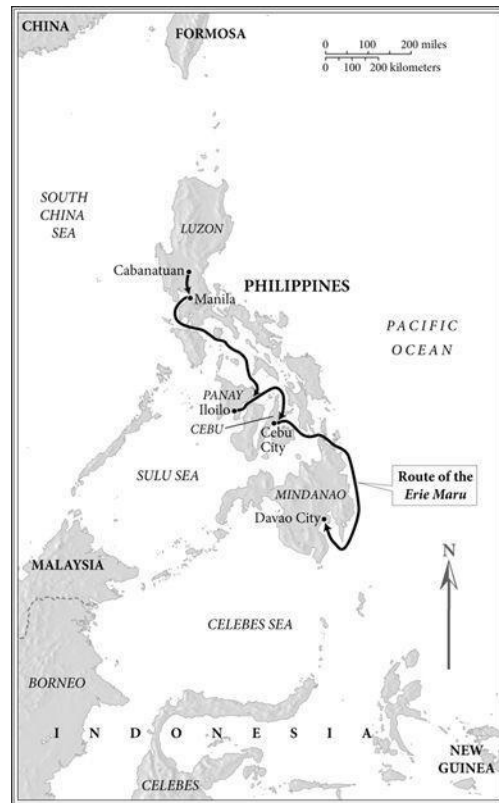 CHINA
FORMOSA
0 100 200 miles
0 100 200 kilometers
SOUTH
CHINA
SEA
LUZON
Cabanatuan
PHILIPPINES
Manila
PACIFIC
OCEAN
PANAY
Iloilo
CEBU
Cebu
City
SULU SEA
Route of the
Erie Maru
MINDANAO
Davao City
N
MALAYSIA
CELEBES SEA
BORNEO
INDONESIA
NEW
GUINEA
CELEBES